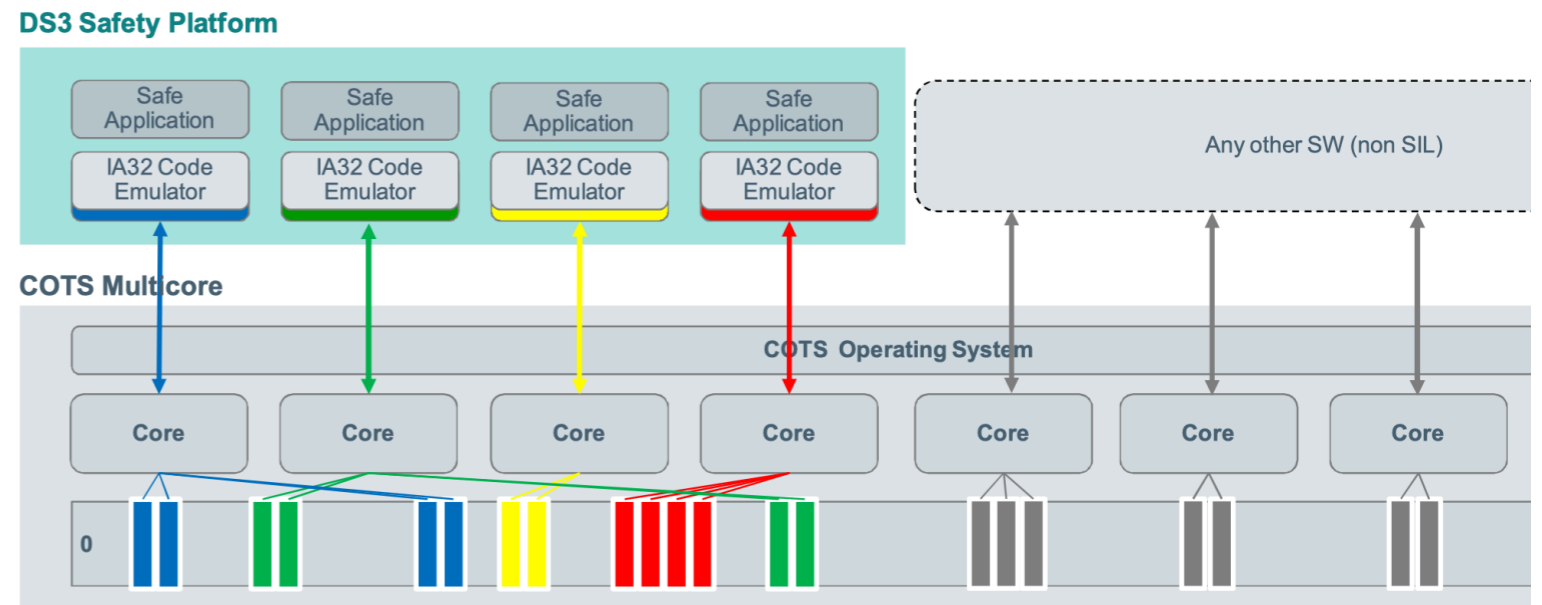 DS3 Safety Platform
Safe
Application
Safe
Application
Safe
Application
Safe
Application
IA32 Code
Emulator
IA32 Code
Emulator
IA32 Code
Emulator
IA32 Code
Emulator
Any other SW (non SIL)
COTS Multicore
COTS Operating System
Core
Core
Core
Core
Core
Core
Core
0